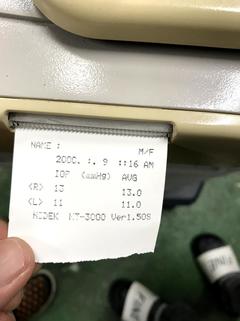 NAME: M/F
2000. 1. 9 11:16 AM
IOP (mmHg) AVG
<R> 13 13.0
<L> 11 11.0
NIDEK NT-3000 Ver1.50S